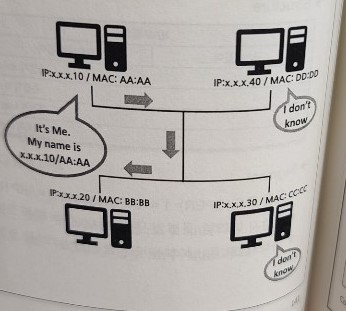 IP:x.x.x.10 / MAC: AA:AA
IP:x.x.x.40 / MAC: DD:DD
I don't
know
It's Me.
My name is
x.x.x.10/AA:AA
IP:x.x.x.20 / MAC: BB:BB
IP:x.x.x.30 / MAC: CC:CC
I don't
know